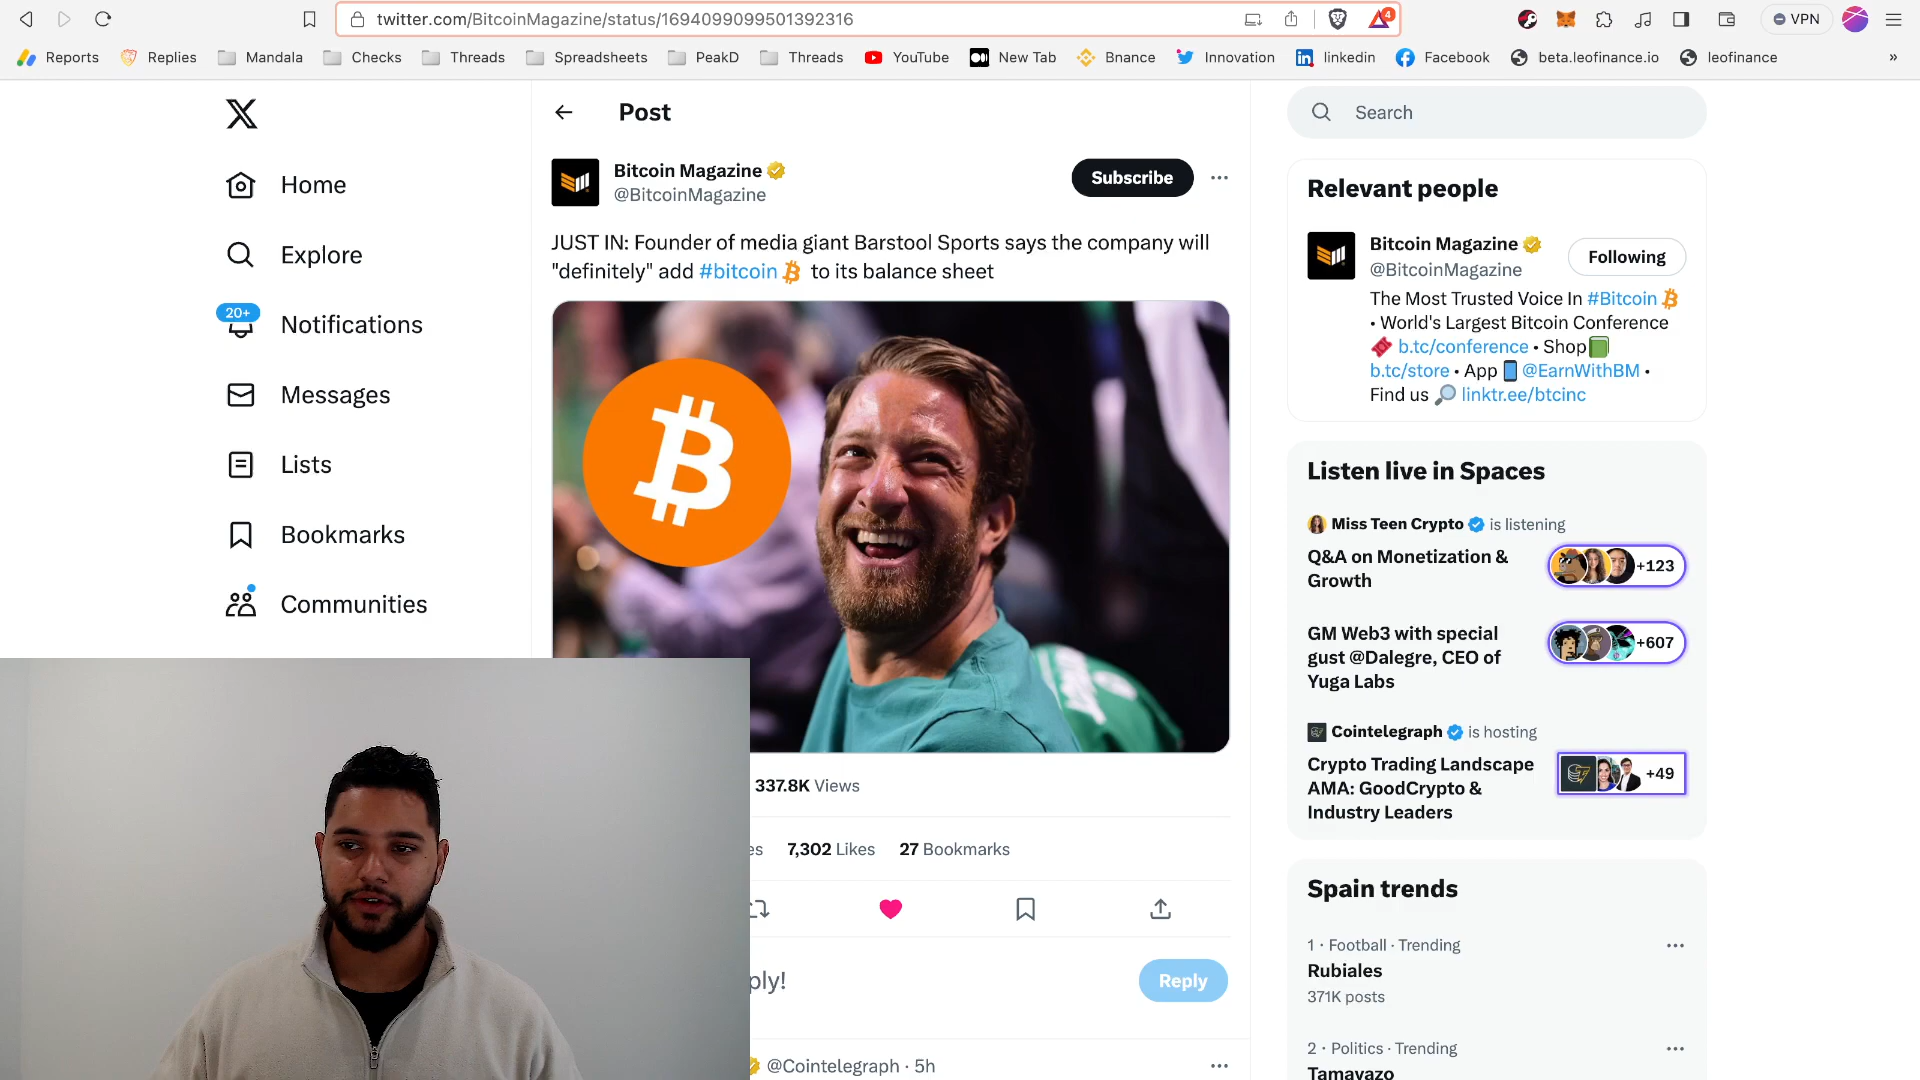 twitter.com/BitcoinMagazine/status/1694099099501392316
4
VPN
Reports
Replies
Mandala
Checks
Threads
Spreadsheets
PeakD
Threads
YouTube
New Tab
Bnance
Innovation
linkedin
Facebook
beta.leofinance.io
leofinance
»
Home
Explore
20+
Notifications
Messages
Lists
Bookmarks
Communities
Post
Bitcoin Magazine
@BitcoinMagazine
Subscribe
JUST IN: Founder of media giant Barstool Sports says the company will
"definitely" add #bitcoin to its balance sheet
337.8K Views
es 7,302 Likes 27 Bookmarks
ply!
Reply
@Cointelegraph · 5h
Search
Relevant people
Bitcoin Magazine
@BitcoinMagazine
Following
The Most Trusted Voice In #Bitcoin
• World's Largest Bitcoin Conference
b.tc/conference • Shop
b.tc/store • App @EarnWithBM •
Find us linktr.ee/btcinc
Listen live in Spaces
Miss Teen Crypto is listening
Q&A on Monetization &
Growth
+123
GM Web3 with special
gust @Dalegre, CEO of
Yuga Labs
+607
Cointelegraph is hosting
Crypto Trading Landscape
AMA: GoodCrypto &
Industry Leaders
+49
Spain trends
1 · Football · Trending
Rubiales
371K posts
2 · Politics · Trending
Tamayazo